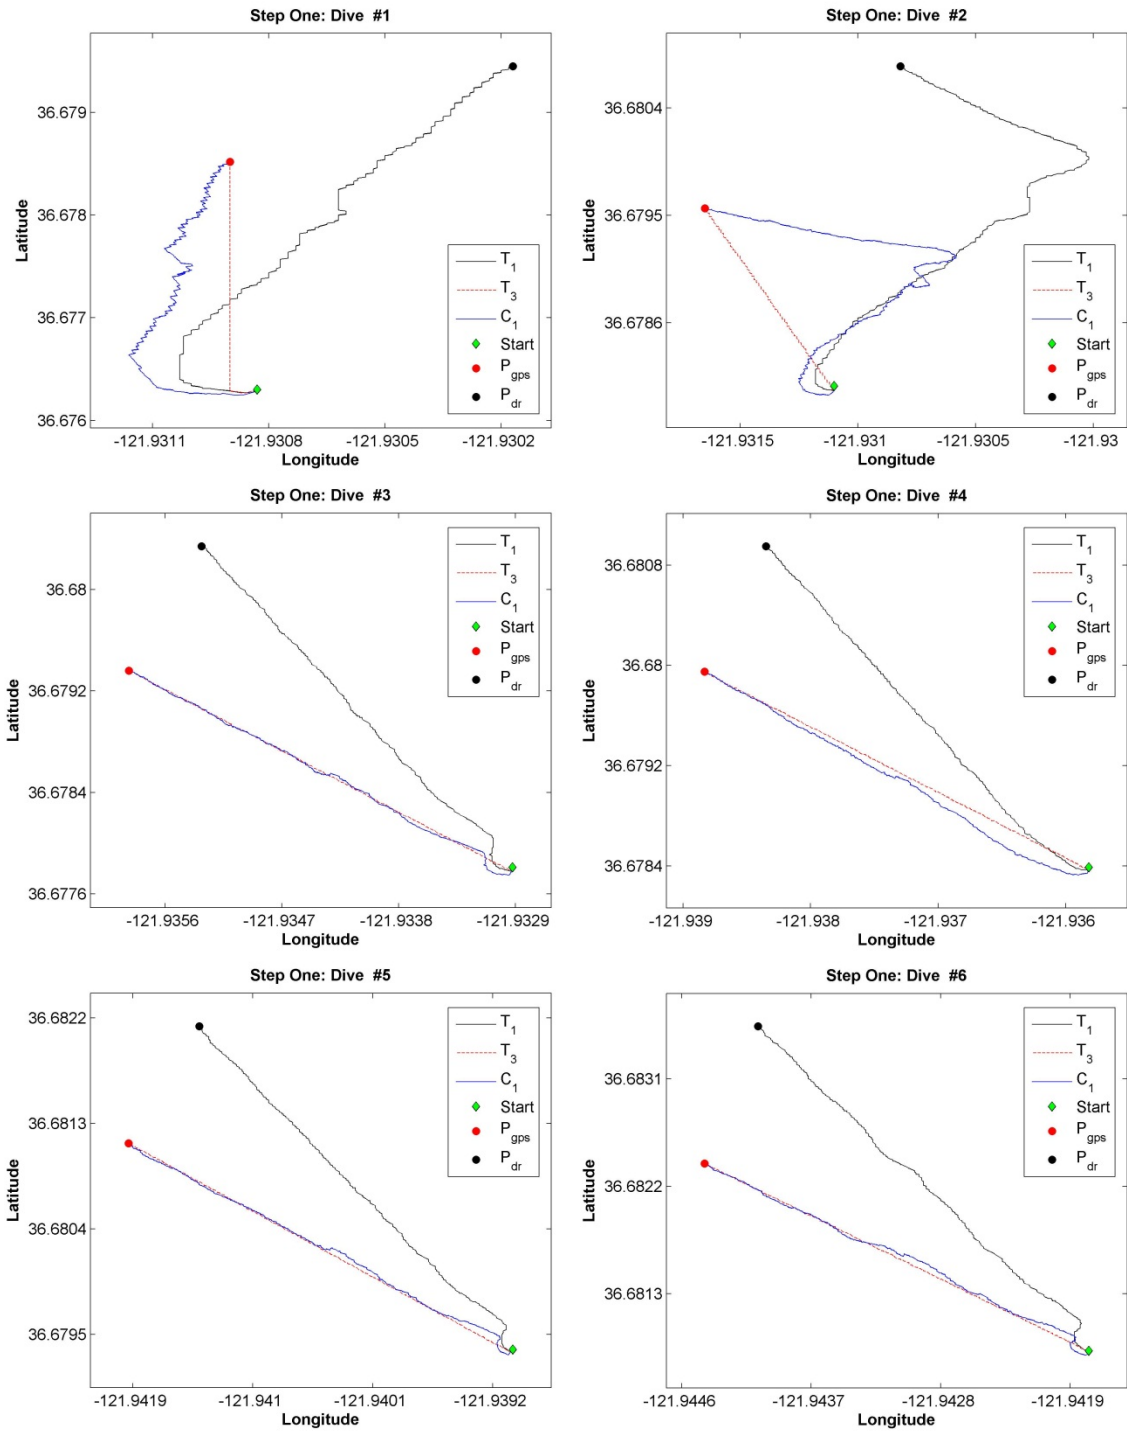 Step One: Dive #1
36.679
36.678
36.677
36.676
Latitude
-121.9311
-121.9308
-121.9305
-121.9302
Longitude
T1
T3
C1
Start
Pgps
Pdr
Step One: Dive #2
36.6804
36.6795
36.6786
Latitude
-121.9315
-121.931
-121.9305
-121.93
Longitude
T1
T3
C1
Start
Pgps
Pdr
Step One: Dive #3
36.68
36.6792
36.6784
36.6776
Latitude
-121.9356
-121.9347
-121.9338
-121.9329
Longitude
T1
T3
C1
Start
Pgps
Pdr
Step One: Dive #4
36.6808
36.68
36.6792
36.6784
Latitude
-121.939
-121.938
-121.937
-121.936
Longitude
T1
T3
C1
Start
Pgps
Pdr
Step One: Dive #5
36.6822
36.6813
36.6804
36.6795
Latitude
-121.9419
-121.941
-121.9401
-121.9392
Longitude
T1
T3
C1
Start
Pgps
Pdr
Step One: Dive #6
36.6831
36.6822
36.6813
Latitude
-121.9446
-121.9437
-121.9428
-121.9419
Longitude
T1
T3
C1
Start
Pgps
Pdr